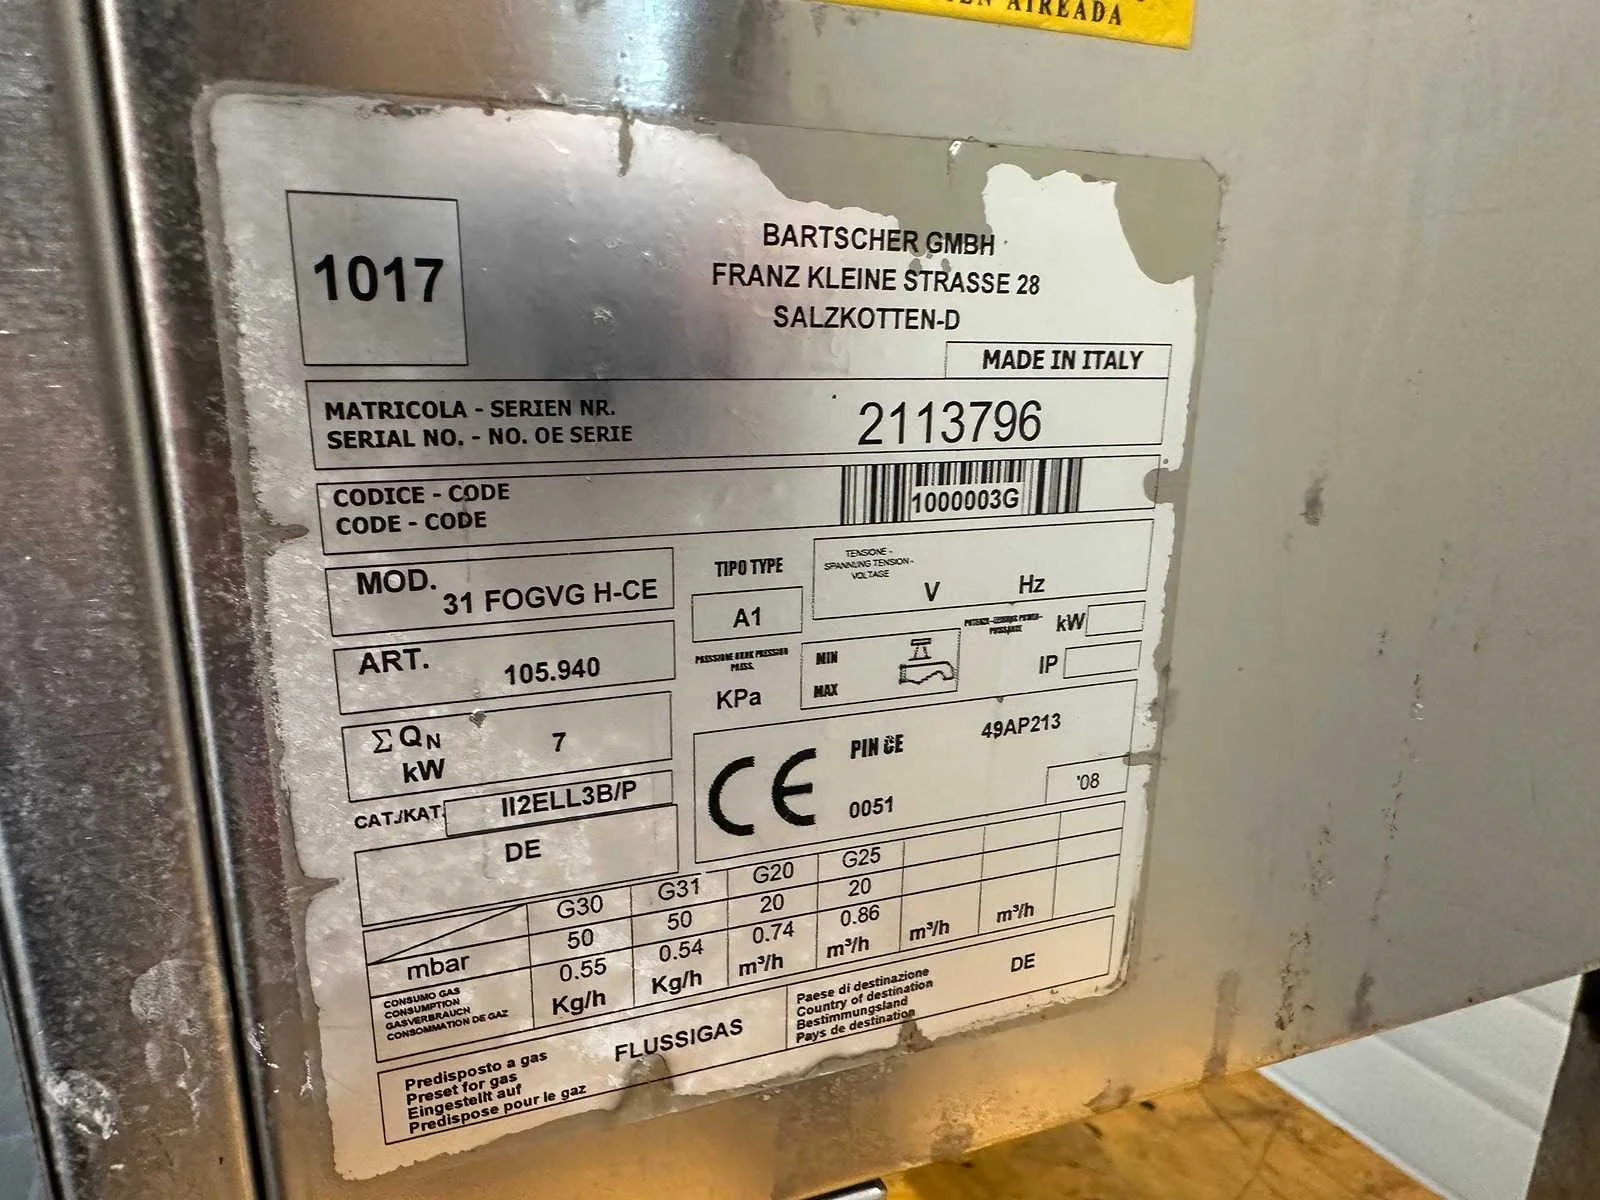 EN AIREADA
1017
BARTSCHER GMBH
FRANZ KLEINE STRASSE 28
SALZKOTTEN-D
MADE IN ITALY
MATRICOLA - SERIEN NR.
SERIAL NO. - NO. OE SERIE
2113796
CODICE - CODE
CODE - CODE
1000003G
MOD. 31 FOGVG H-CE
TIPO TYPE
A1
TENSIONE -
SPANNUNG TENSION -
VOLTAGE
V Hz
kW
IP
ART. 105.940
PRESS.
KPa
MIN
MAX
ΣQN
kW
7
CAT./KAT. II2ELL3B/P
DE
CE
PIN CE 49AP213
0051
'08
G30 G31 G20 G25
mbar 50 50 20 20
CONSUMO GAS
CONSUMPTION
GASVERBRAUCH
CONSOMMATION DE GAZ
0.55 0.54 0.74 0.86
Kg/h Kg/h m³/h m³/h m³/h m³/h
Predisposto a gas
Preset for gas
Eingestellt auf
Predispose pour le gaz
FLUSSIGAS
Paese di destinazione
Country of destination
Bestimmungsland
Pays de destination
DE